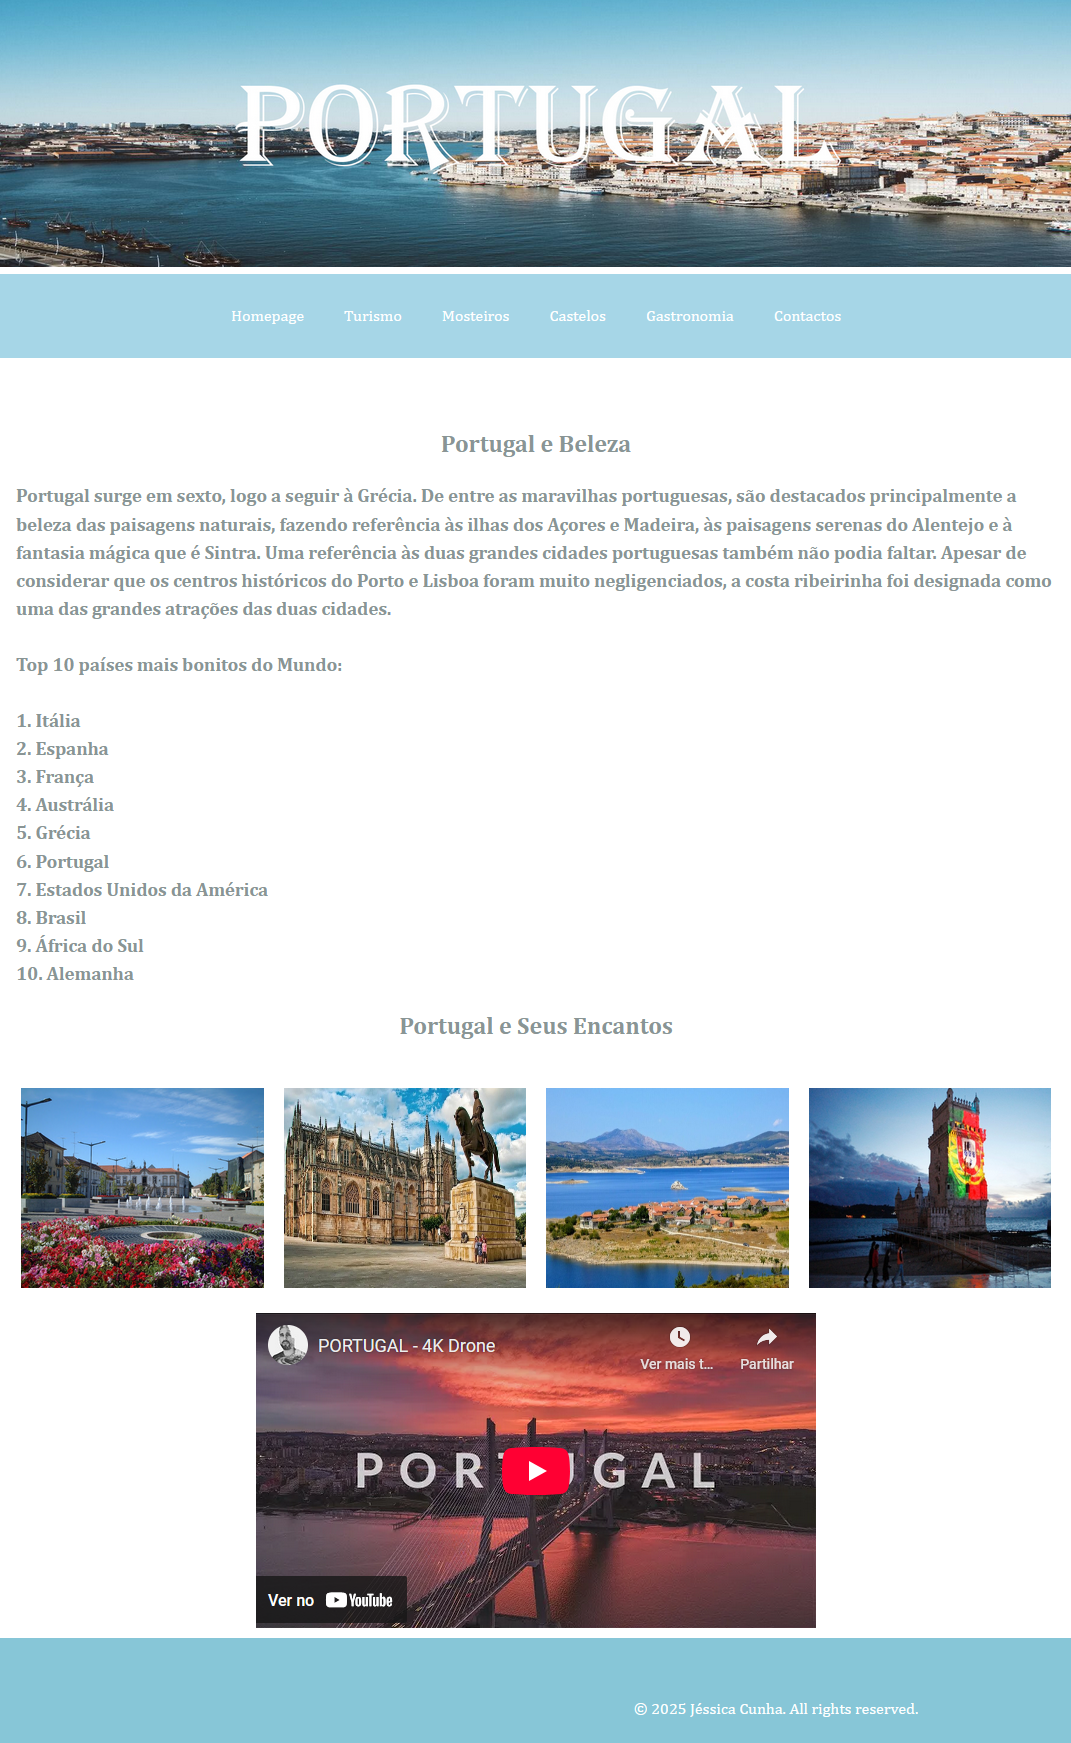 PORTUGAL
Homepage Turismo Mosteiros Castelos Gastronomia Contactos
Portugal e Beleza
Portugal surge em sexto, logo a seguir à Grécia. De entre as maravilhas portuguesas, são destacados principalmente a
beleza das paisagens naturais, fazendo referência às ilhas dos Açores e Madeira, às paisagens serenas do Alentejo e à
fantasia mágica que é Sintra. Uma referência às duas grandes cidades portuguesas também não podia faltar. Apesar de
considerar que os centros históricos do Porto e Lisboa foram muito negligenciados, a costa ribeirinha foi designada como
uma das grandes atrações das duas cidades.
Top 10 países mais bonitos do Mundo:
1. Itália
2. Espanha
3. França
4. Austrália
5. Grécia
6. Portugal
7. Estados Unidos da América
8. Brasil
9. África do Sul
10. Alemanha
Portugal e Seus Encantos
PORTUGAL - 4K Drone
Ver mais t... Partilhar
PORTUGAL
Ver no YouTube
© 2025 Jéssica Cunha. All rights reserved.